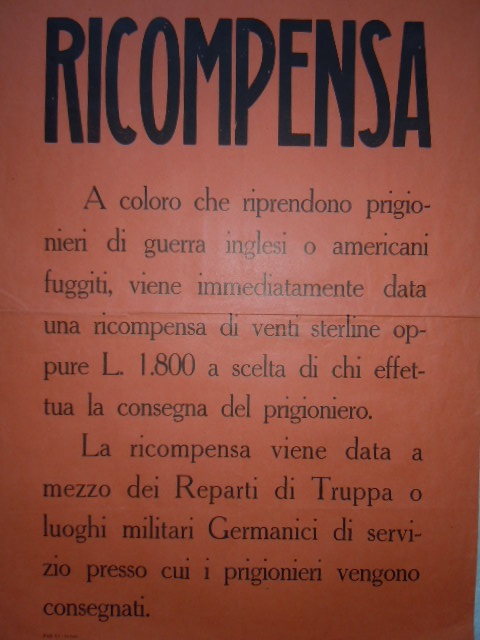 RICOMPENSA
A coloro che riprendono prigio-
nieri di guerra inglesi o americani
fuggiti, viene immediatamente data
una ricompensa di venti sterline op-
pure L. 1.800 a scelta di chi effet-
tua la consegna del prigioniero.
La ricompensa viene data a
mezzo dei Reparti di Truppa o
luoghi militari Germanici di servi-
zio presso cui i prigionieri vengono
consegnati.